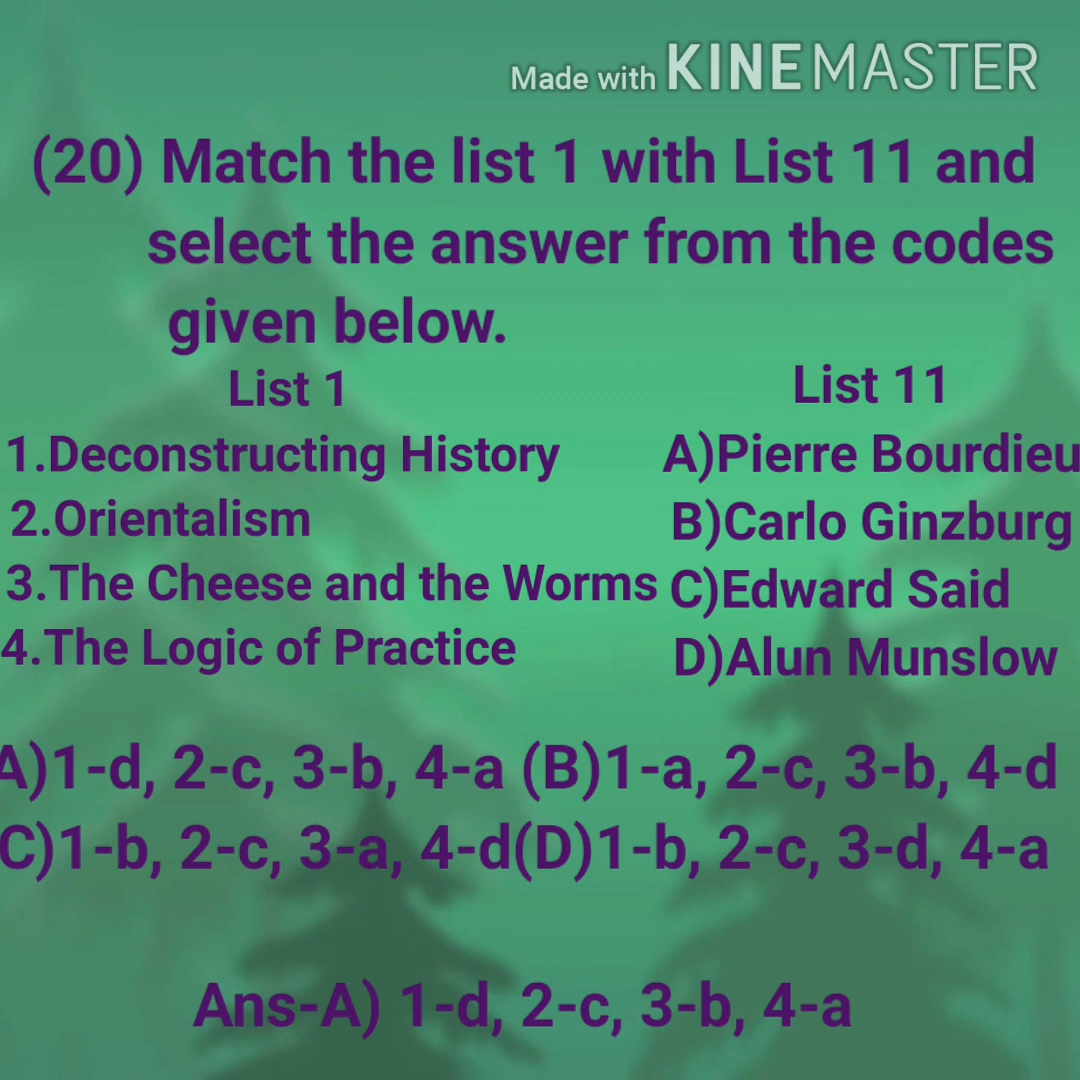 Made with KINEMASTER
(20) Match the list 1 with List 11 and
select the answer from the codes
given below.
List 1 List 11
1.Deconstructing History A)Pierre Bourdieu
2.Orientalism B)Carlo Ginzburg
3.The Cheese and the Worms C)Edward Said
4.The Logic of Practice D)Alun Munslow
A)1-d, 2-c, 3-b, 4-a (B)1-a, 2-c, 3-b, 4-d
C)1-b, 2-c, 3-a, 4-d(D)1-b, 2-c, 3-d, 4-a
Ans-A) 1-d, 2-c, 3-b, 4-a